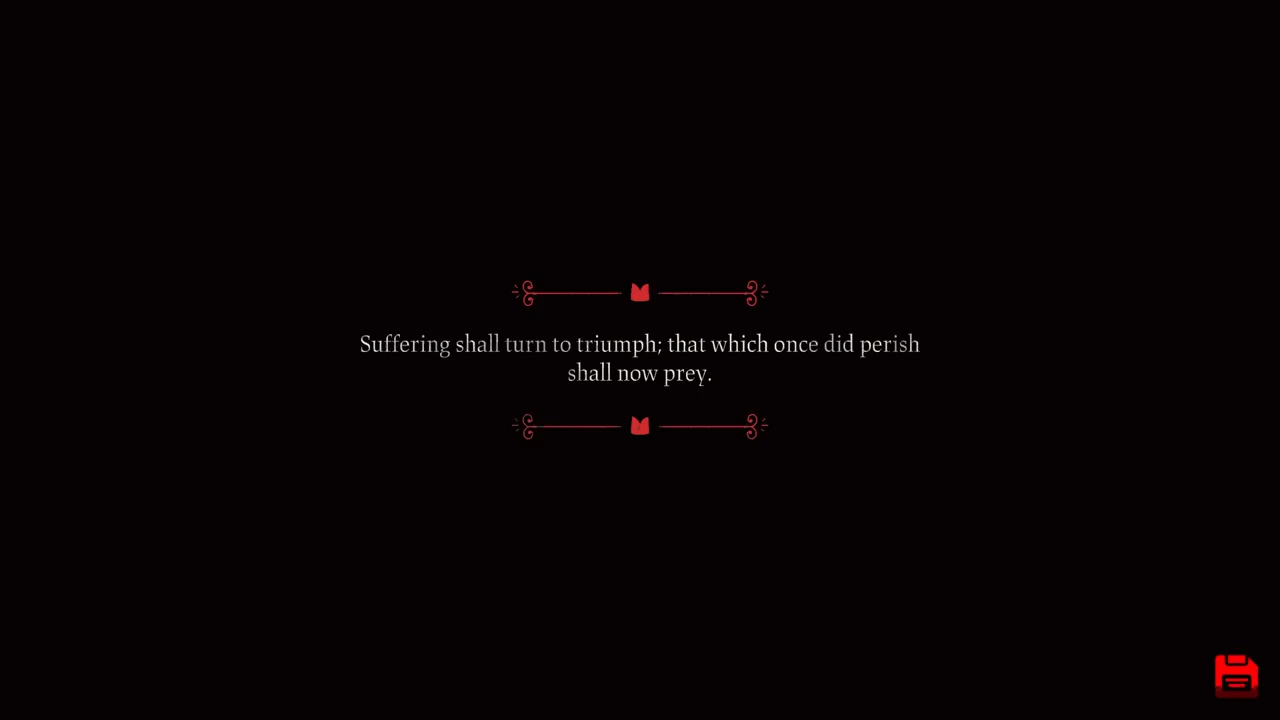 Suffering shall turn to triumph; that which once did perish
shall now prey.